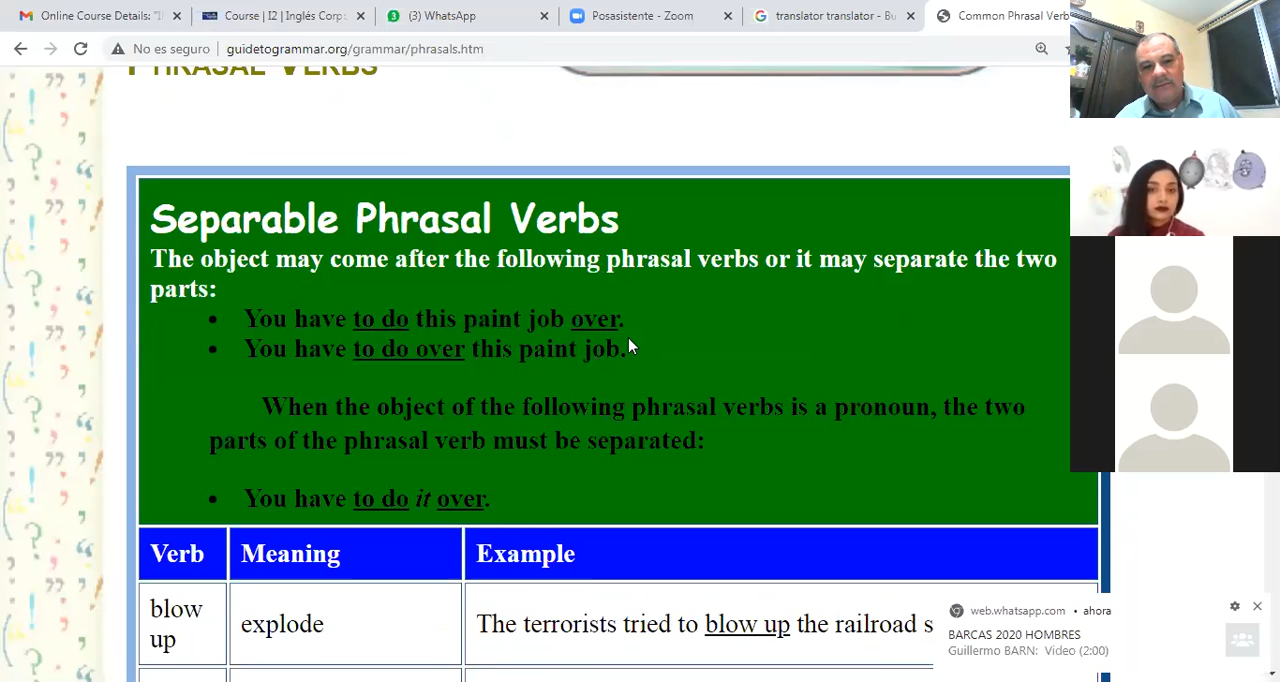 Online Course Details: "I
Course | I2 | Inglés Corp
(3) WhatsApp
Posasistente - Zoom
translator translator - Bu
Common Phrasal Verb
No es seguro
guidetogrammar.org/grammar/phrasals.htm
PHRASAL VERBS
Separable Phrasal Verbs
The object may come after the following phrasal verbs or it may separate the two
parts:
• You have to do this paint job over.
• You have to do over this paint job.
When the object of the following phrasal verbs is a pronoun, the two
parts of the phrasal verb must be separated:
• You have to do it over.
Verb Meaning Example
blow
up
explode
The terrorists tried to blow up the railroad s
web.whatsapp.com • ahora
BARCAS 2020 HOMBRES
Guillermo BARN: Video (2:00)